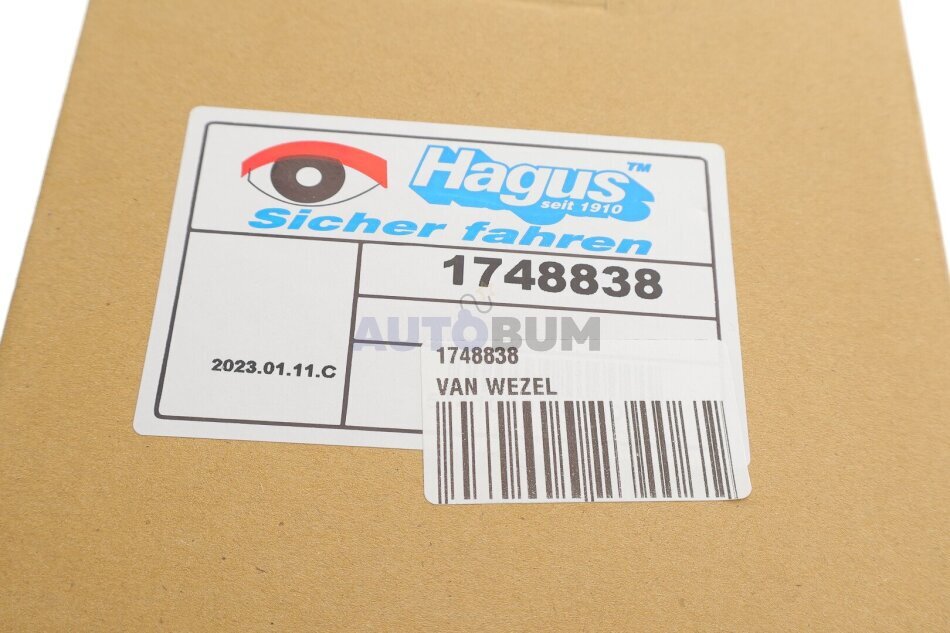 Hagus™
seit 1910
Sicher fahren
1748838
AUTOBUM
2023.01.11.C
1748838
VAN WEZEL